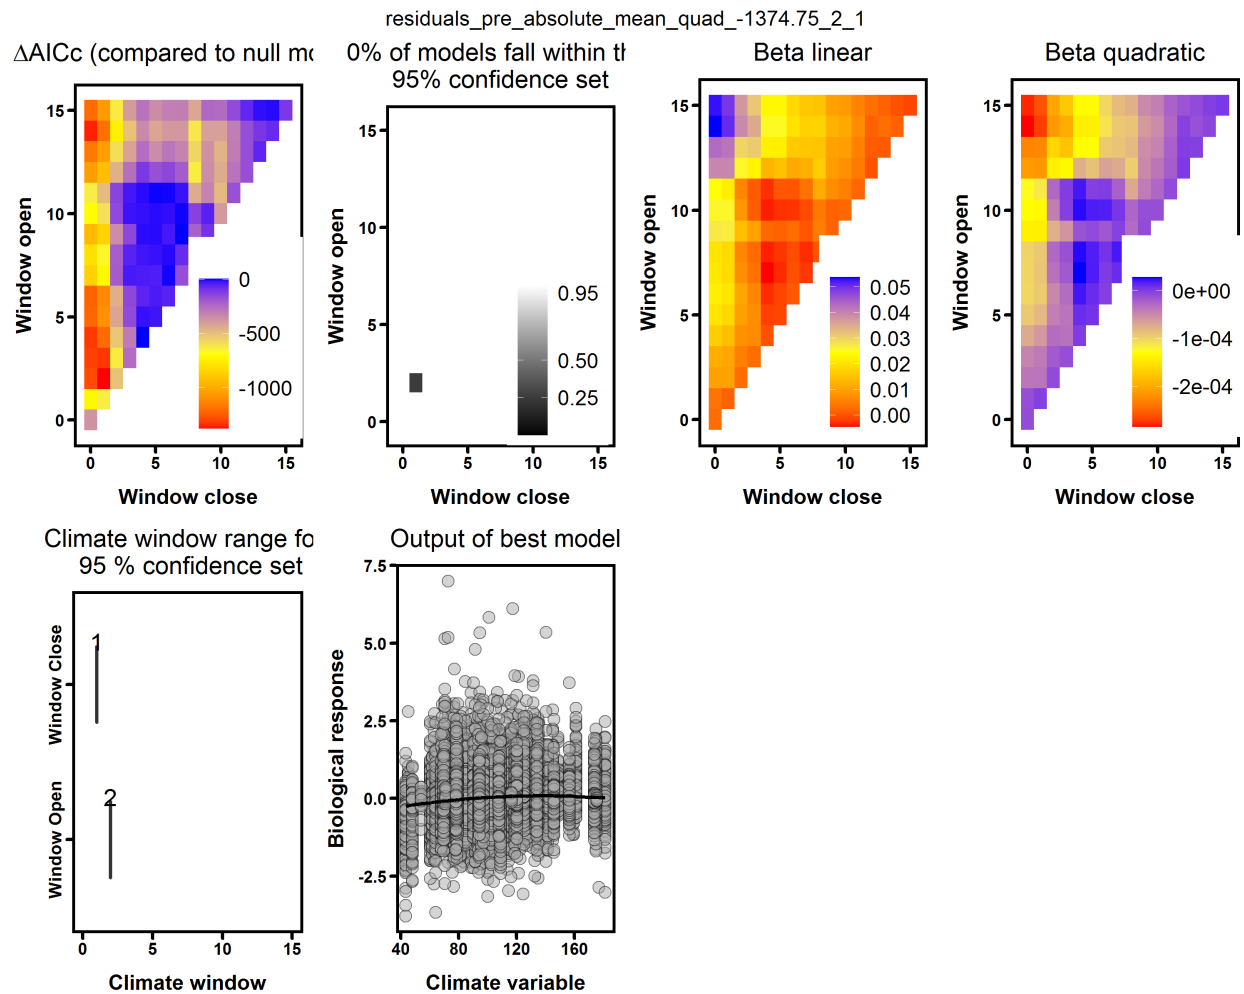 residuals_pre_absolute_mean_quad_-1374.75_2_1
ΔAICc (compared to null mo
0% of models fall within th
95% confidence set
Beta linear
Beta quadratic
Window open
15
10
5
0
0
-500
-1000
0 5 10 15
Window close
Window open
15
10
5
0
0.95
0.50
0.25
0 5 10 15
Window close
Window open
15
10
5
0
0.05
0.04
0.03
0.02
0.01
0.00
0 5 10 15
Window close
Window open
15
10
5
0
0e+00
-1e-04
-2e-04
0 5 10 15
Window close
Climate window range fo
95 % confidence set
Window Close
Window Open
1
2
0 5 10 15
Climate window
Output of best model
Biological response
7.5
5.0
2.5
0.0
-2.5
40 80 120 160
Climate variable